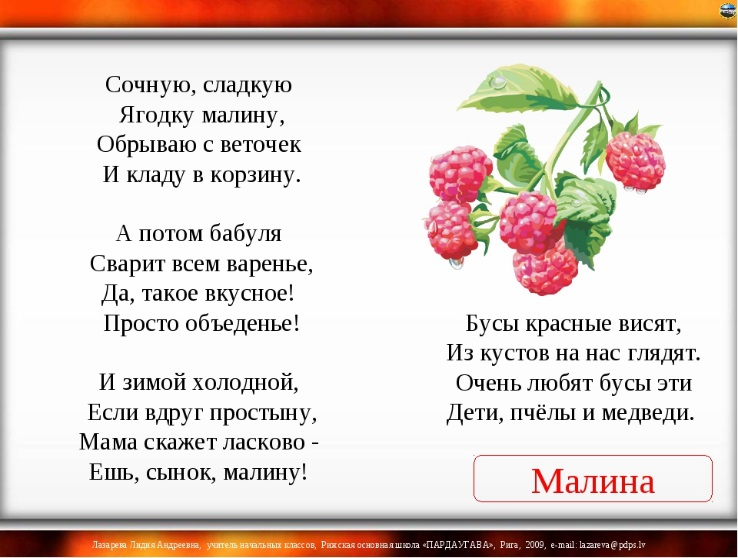 Сочную, сладкую
Ягодку малину,
Обрываю с веточек
И кладу в корзину.

А потом бабуля
Сварит всем варенье,
Да, такое вкусное!
Просто объеденье!

И зимой холодной,
Если вдруг простыну,
Мама скажет ласково -
Ешь, сынок, малину!

Бусы красные висят,
Из кустов на нас глядят.
Очень любят бусы эти
Дети, пчёлы и медведи.

Малина

Лазарева Лидия Андреевна, учитель начальных классов, Рижская основная школа «ПАРДАУГАВА», Рига, 2009, e-mail: lazareva@pdps.lv